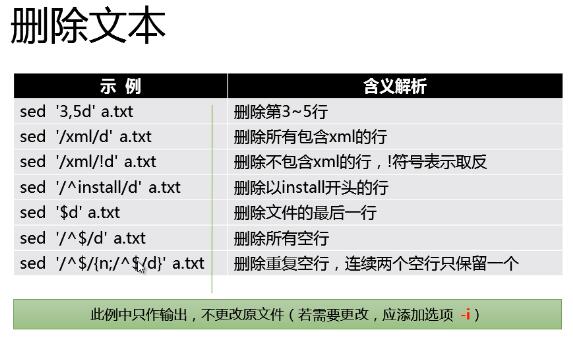 删除文本
示 例 含义解析
sed '3,5d' a.txt 删除第3~5行
sed '/xml/d' a.txt 删除所有包含xml的行
sed '/xml/!d' a.txt 删除不包含xml的行，!符号表示取反
sed '/^install/d' a.txt 删除以install开头的行
sed '$d' a.txt 删除文件的最后一行
sed '/^$/d' a.txt 删除所有空行
sed '/^$/{n;/^$/d}' a.txt 删除重复空行，连续两个空行只保留一个
此例中只作输出，不更改原文件（若需要更改，应添加选项 -i）